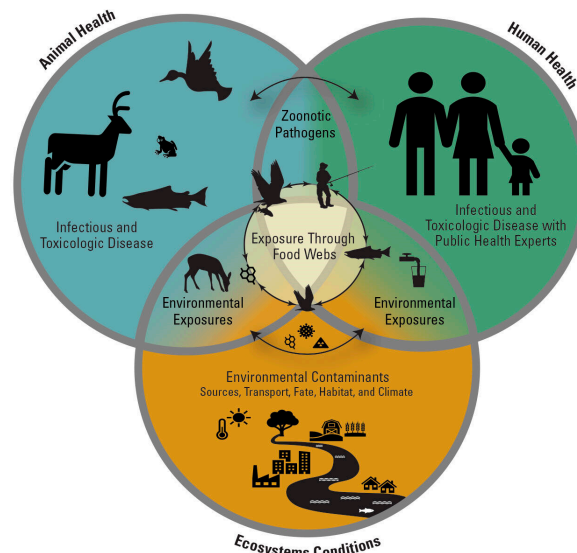 Animal Health
Human Health
Zoonotic
Pathogens
Infectious and
Toxicologic Disease
Infectious and
Toxicologic Disease with
Public Health Experts
Exposure Through
Food Webs
Environmental
Exposures
Environmental
Exposures
Environmental Contaminants
Sources, Transport, Fate, Habitat, and Climate
Ecosystems Conditions